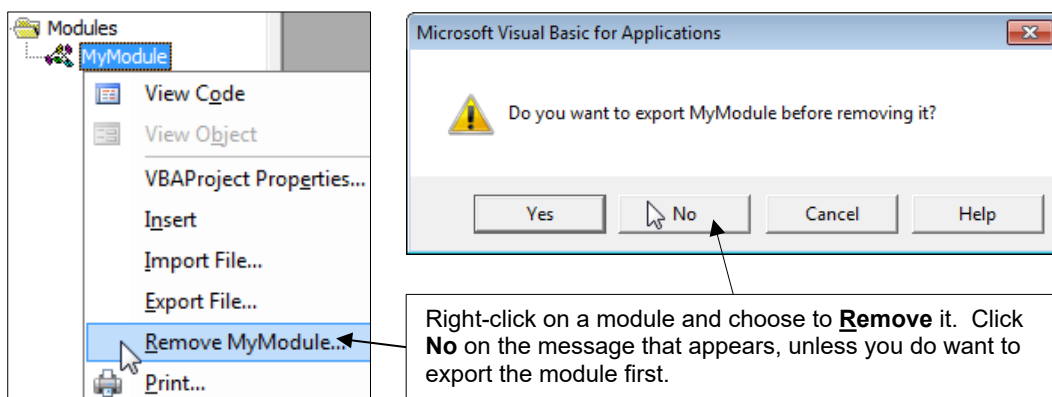 Modules
MyModule
View Code
View Object
VBAProject Properties...
Insert
Import File...
Export File...
Remove MyModule...
Print...
Microsoft Visual Basic for Applications
Do you want to export MyModule before removing it?
Yes
No
Cancel
Help
Right-click on a module and choose to Remove it.  Click
No on the message that appears, unless you do want to
export the module first.